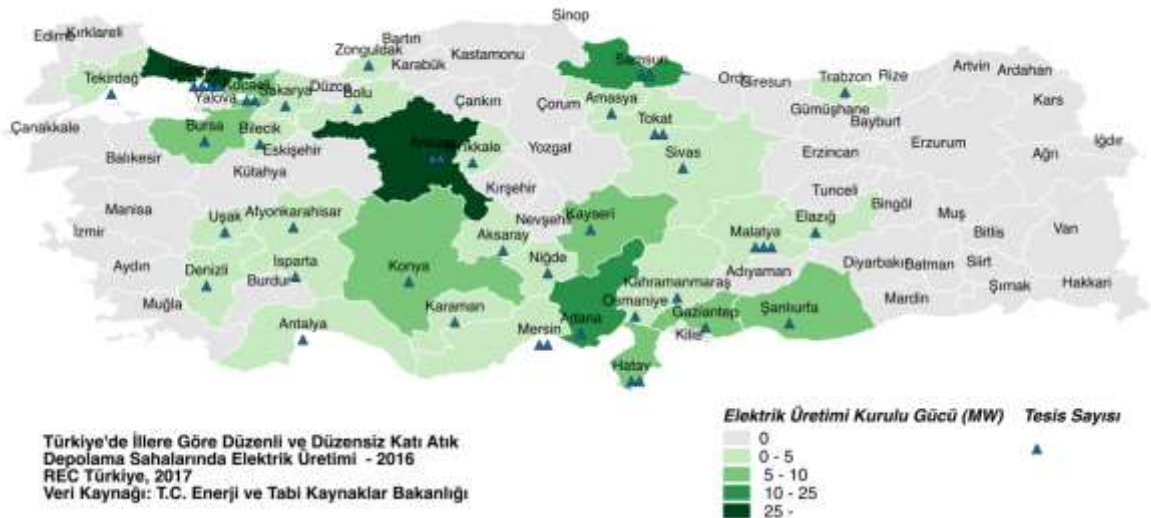 Sinop
Edirne Kırklareli
Bartın
Zonguldak
Kastamonu
Karabük
Samsun
Artvin
Ardahan
Tekirdağ
Kocaeli
Sakarya
Düzce
Bolu
Ordu
Giresun
Trabzon
Rize
Yalova
Çankırı
Çorum
Amasya
Gümüşhane
Kars
Çanakkale
Bursa
Bilecik
Tokat
Bayburt
Eskişehir
Balıkesir
Yozgat
Sivas
Erzincan
Erzurum
Ağrı
Iğdır
Kütahya
Kırşehir
Tunceli
Bingöl
Manisa
Uşak
Afyonkarahisar
Kayseri
Elazığ
Muş
Van
İzmir
Aksaray
Malatya
Bitlis
Niğde
Aydın
Denizli
Isparta
Burdur
Konya
Kahramanmaraş
Adıyaman
Batman
Siirt
Hakkari
Muğla
Karaman
Osmaniye
Gaziantep
Şanlıurfa
Mardin
Şırnak
Antalya
Mersin
Adana
Kilis
Hatay
Elektrik Üretimi Kurulu Gücü (MW) Tesis Sayısı
0
0 - 5
5 - 10
10 - 25
25 -
Türkiye'de İllere Göre Düzenli ve Düzensiz Katı Atık
Depolama Sahalarında Elektrik Üretimi - 2016
REC Türkiye, 2017
Veri Kaynağı: T.C. Enerji ve Tabi Kaynaklar Bakanlığı